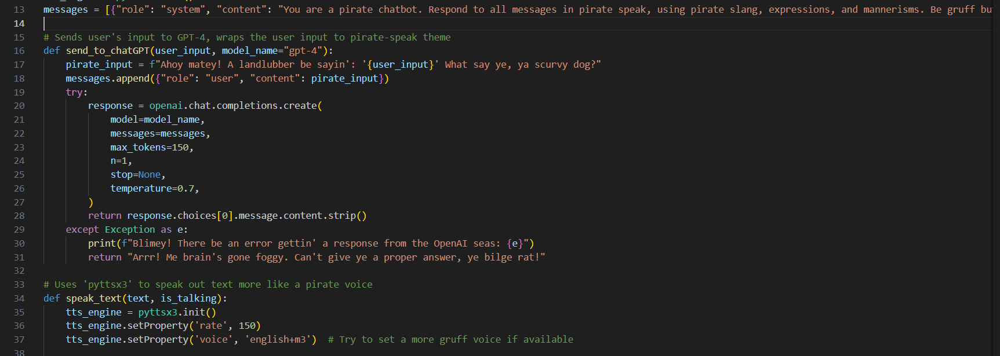 13 messages = [{"role": "system", "content": "You are a pirate chatbot. Respond to all messages in pirate speak, using pirate slang, expressions, and mannerisms. Be gruff bu
14
15 # Sends user's input to GPT-4, wraps the user input to pirate-speak theme
16 def send_to_chatGPT(user_input, model_name="gpt-4"):
17     pirate_input = f"Ahoy matey! A landlubber be sayin': '{user_input}' What say ye, ya scurvy dog?"
18     messages.append({"role": "user", "content": pirate_input})
19     try:
20         response = openai.chat.completions.create(
21             model=model_name,
22             messages=messages,
23             max_tokens=150,
24             n=1,
25             stop=None,
26             temperature=0.7,
27         )
28         return response.choices[0].message.content.strip()
29     except Exception as e:
30         print(f"Blimey! There be an error gettin' a response from the OpenAI seas: {e}")
31         return "Arrr! Me brain's gone foggy. Can't give ye a proper answer, ye bilge rat!"
32
33 # Uses 'pyttsx3' to speak out text more like a pirate voice
34 def speak_text(text, is_talking):
35     tts_engine = pyttsx3.init()
36     tts_engine.setProperty('rate', 150)
37     tts_engine.setProperty('voice', 'english+m3')  # Try to set a more gruff voice if available
38